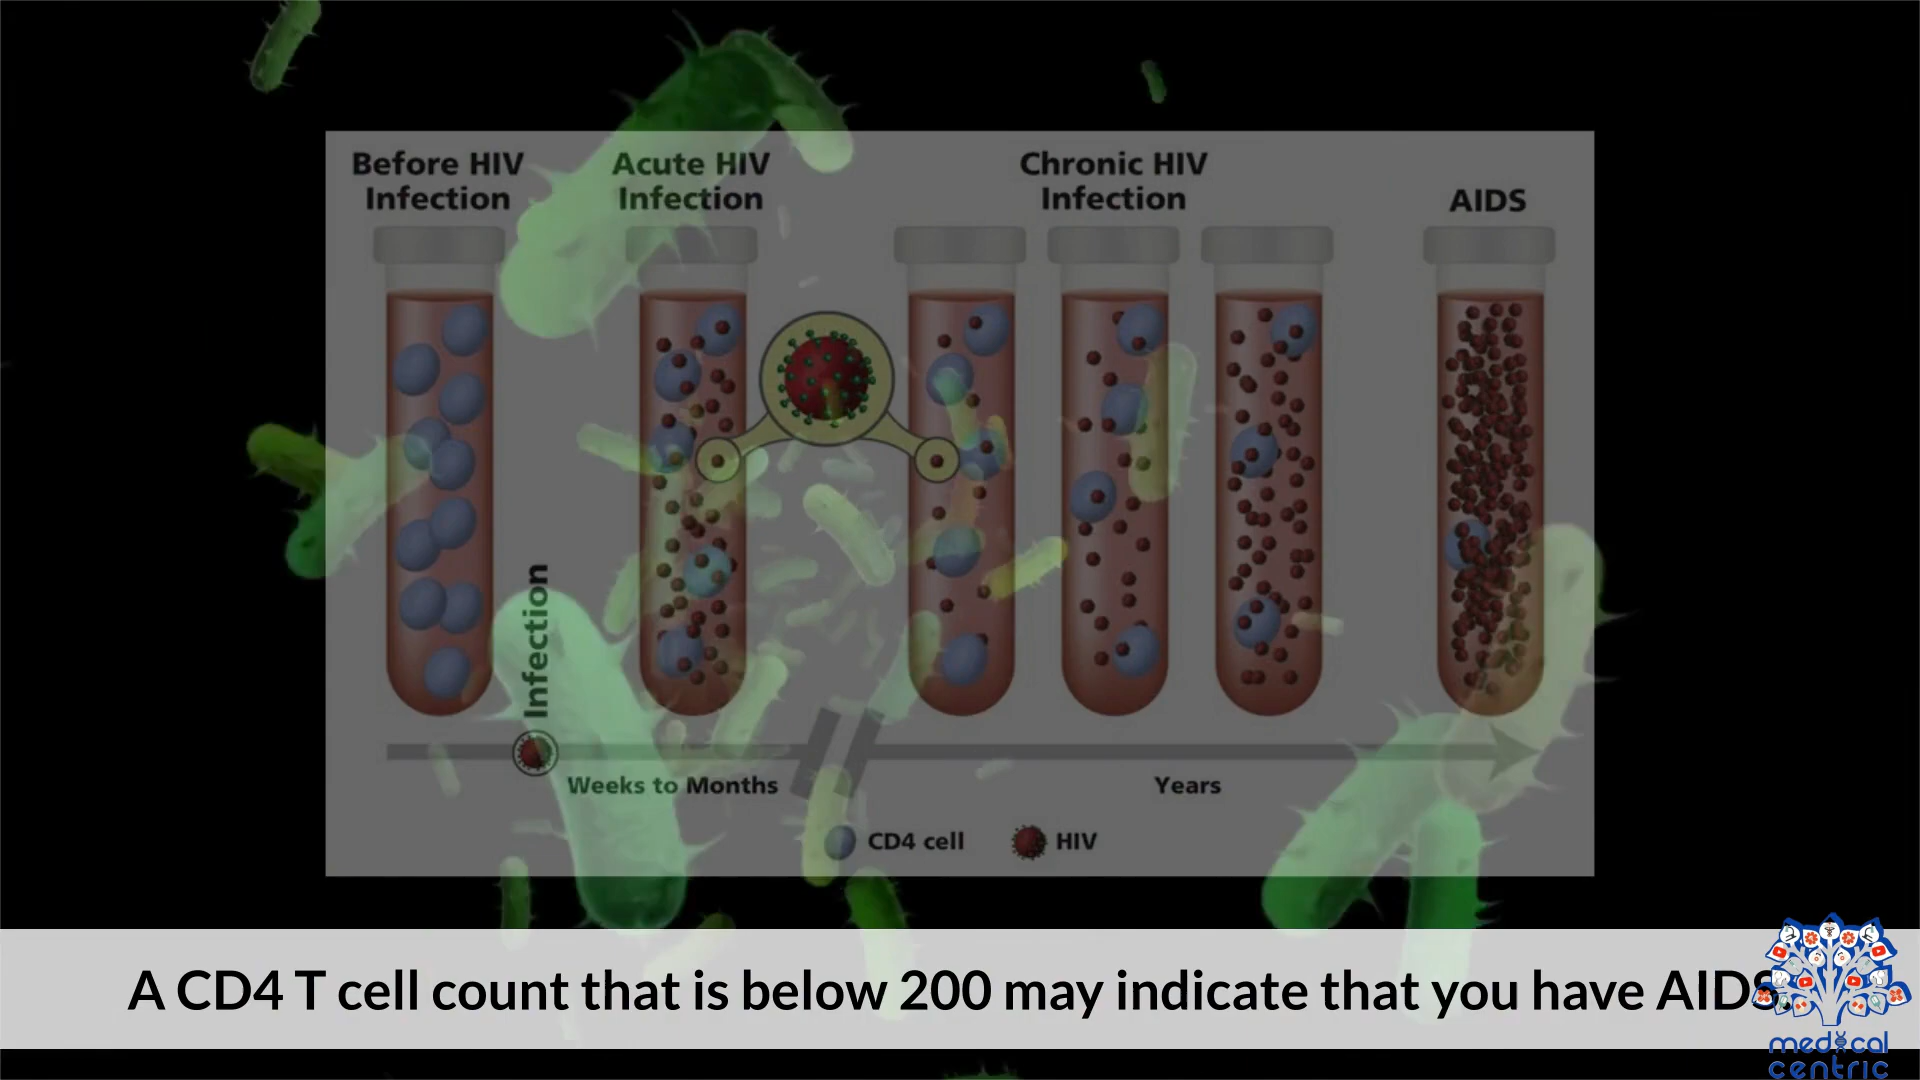 Before HIV
Infection
Acute HIV
Infection
Chronic HIV
Infection
AIDS
Infection
Weeks to Months
Years
CD4 cell
HIV
A CD4 T cell count that is below 200 may indicate that you have AIDS.
medical
centric